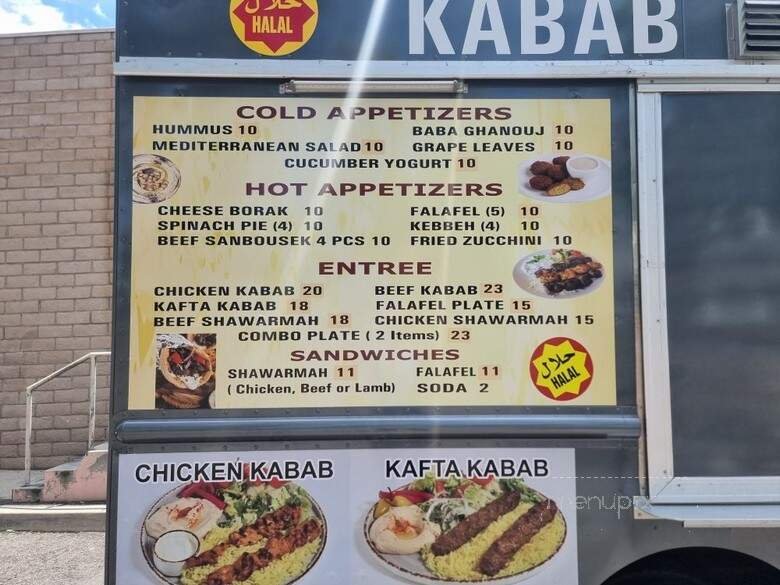 حلال
HALAL
KABAB
COLD APPETIZERS
HUMMUS 10
BABA GHANOUJ 10
MEDITERRANEAN SALAD 10
GRAPE LEAVES 10
CUCUMBER YOGURT 10
HOT APPETIZERS
CHEESE BORAK 10
FALAFEL (5) 10
SPINACH PIE (4) 10
KEBBEH (4) 10
BEEF SANBOUSEK 4 PCS 10
FRIED ZUCCHINI 10
ENTREE
CHICKEN KABAB 20
BEEF KABAB 23
KAFTA KABAB 18
FALAFEL PLATE 15
BEEF SHAWARMAH 18
CHICKEN SHAWARMAH 15
COMBO PLATE ( 2 Items) 23
SANDWICHES
SHAWARMAH 11
FALAFEL 11
( Chicken, Beef or Lamb)
SODA 2
حلال
HALAL
CHICKEN KABAB
KAFTA KABAB
menupix